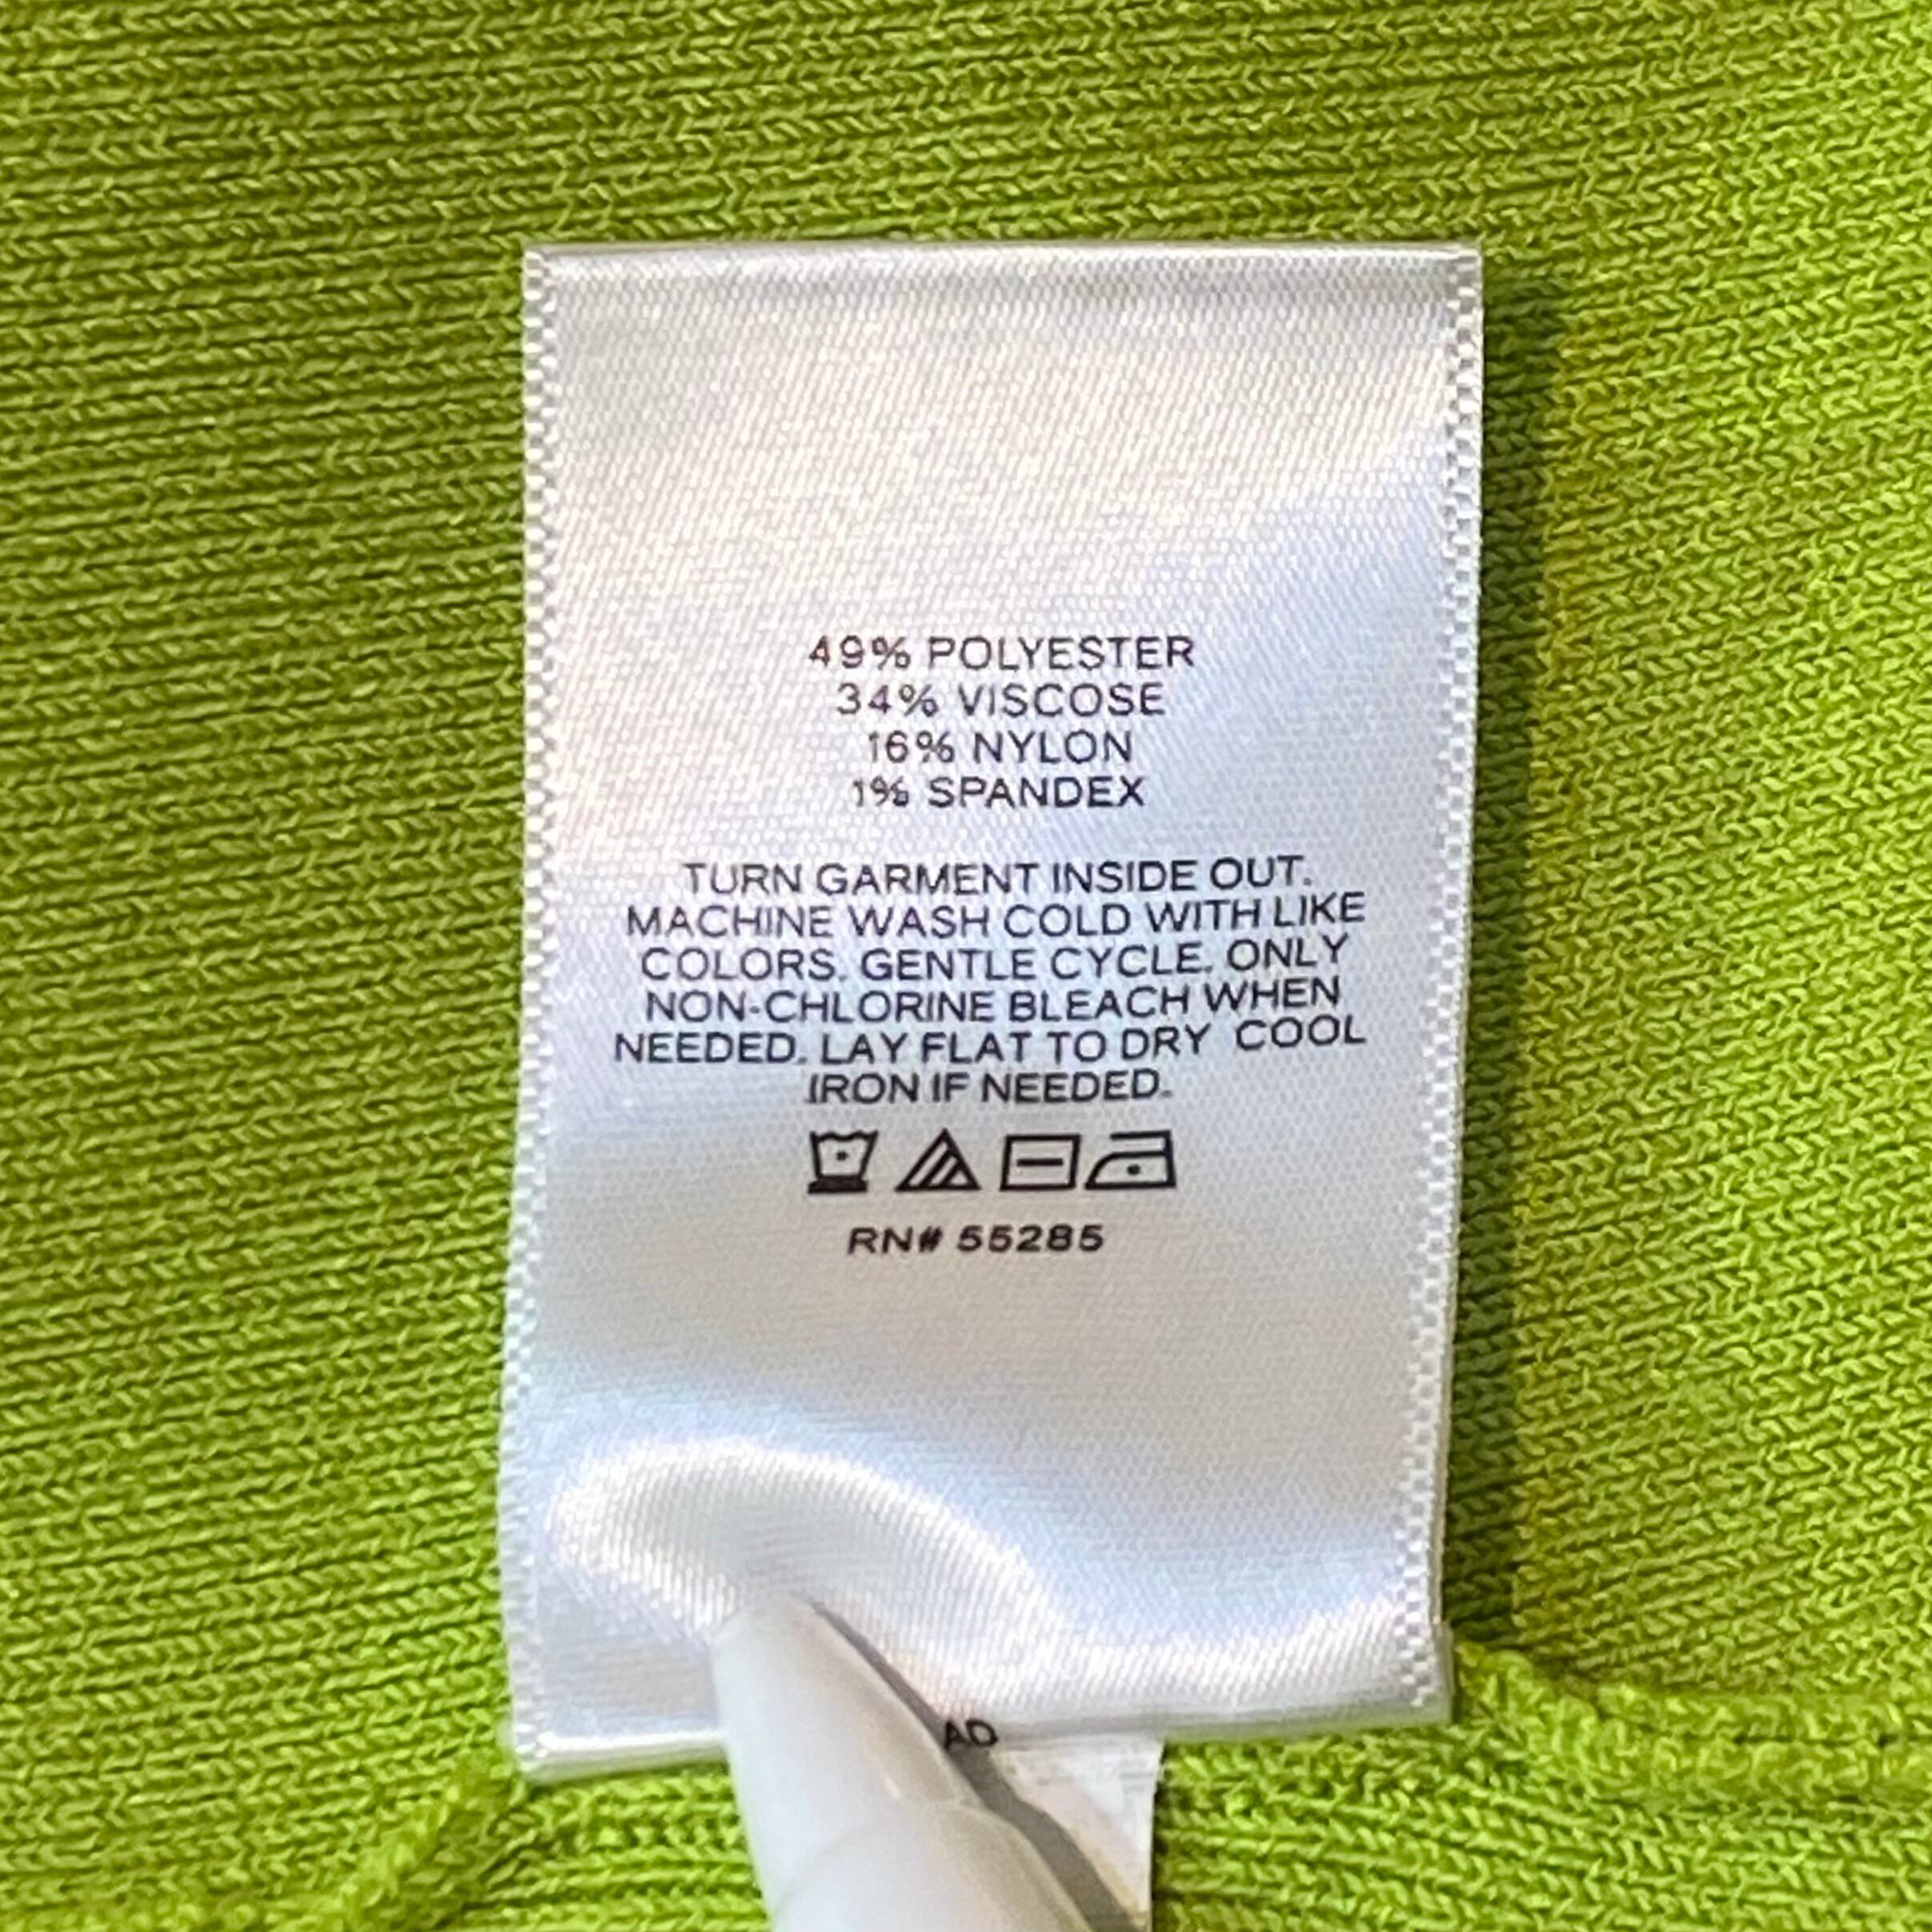 49% POLYESTER
34% VISCOSE
16% NYLON
1% SPANDEX
TURN GARMENT INSIDE OUT.
MACHINE WASH COLD WITH LIKE
COLORS. GENTLE CYCLE. ONLY
NON-CHLORINE BLEACH WHEN
NEEDED. LAY FLAT TO DRY COOL
IRON IF NEEDED.
RN# 55285
AD